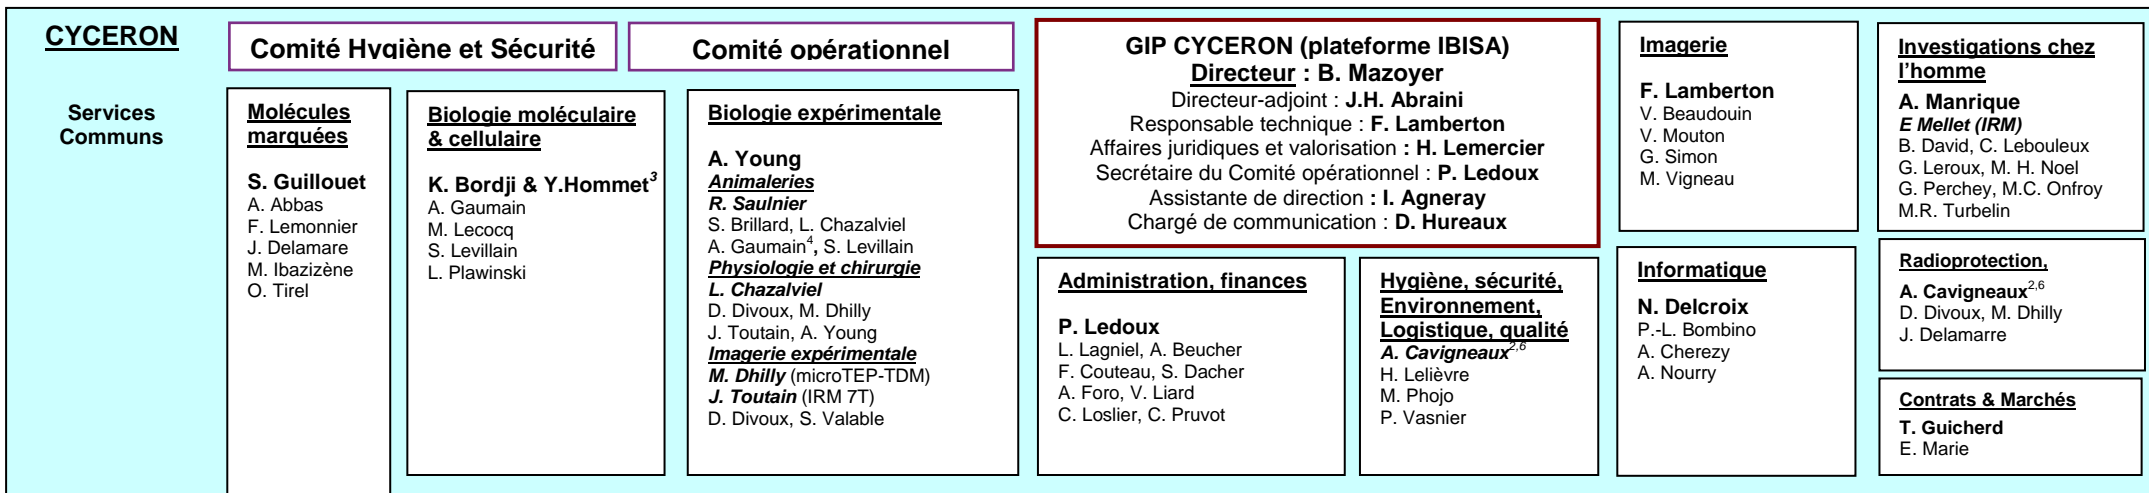 CYCERON
Services
Communs
Comité Hygiène et Sécurité
Comité opérationnel
Molécules
marquées
S. Guillouet
A. Abbas
F. Lemonnier
J. Delamare
M. Ibazizène
O. Tirel
Biologie moléculaire
& cellulaire
K. Bordji & Y.Hommet3
A. Gaumain
M. Lecocq
S. Levillain
L. Plawinski
Biologie expérimentale
A. Young
Animaleries
R. Saulnier
S. Brillard, L. Chazalviel
A. Gaumain4, S. Levillain
Physiologie et chirurgie
L. Chazalviel
D. Divoux, M. Dhilly
J. Toutain, A. Young
Imagerie expérimentale
M. Dhilly (microTEP-TDM)
J. Toutain (IRM 7T)
D. Divoux, S. Valable
GIP CYCERON (plateforme IBISA)
Directeur : B. Mazoyer
Directeur-adjoint : J.H. Abraini
Responsable technique : F. Lamberton
Affaires juridiques et valorisation : H. Lemercier
Secrétaire du Comité opérationnel : P. Ledoux
Assistante de direction : I. Agneray
Chargé de communication : D. Hureaux
Administration, finances
P. Ledoux
L. Lagniel, A. Beucher
F. Couteau, S. Dacher
A. Foro, V. Liard
C. Loslier, C. Pruvot
Hygiène, sécurité,
Environnement,
Logistique, qualité
A. Cavigneaux2,6
H. Lelièvre
M. Phojo
P. Vasnier
Imagerie
F. Lamberton
V. Beaudouin
V. Mouton
G. Simon
M. Vigneau
Informatique
N. Delcroix
P.-L. Bombino
A. Cherezy
A. Nourry
Investigations chez
l'homme
A. Manrique
E Mellet (IRM)
B. David, C. Lebouleux
G. Leroux, M. H. Noel
G. Perchey, M.C. Onfroy
M.R. Turbelin
Radioprotection,
A. Cavigneaux2,6
D. Divoux, M. Dhilly
J. Delamarre
Contrats & Marchés
T. Guicherd
E. Marie